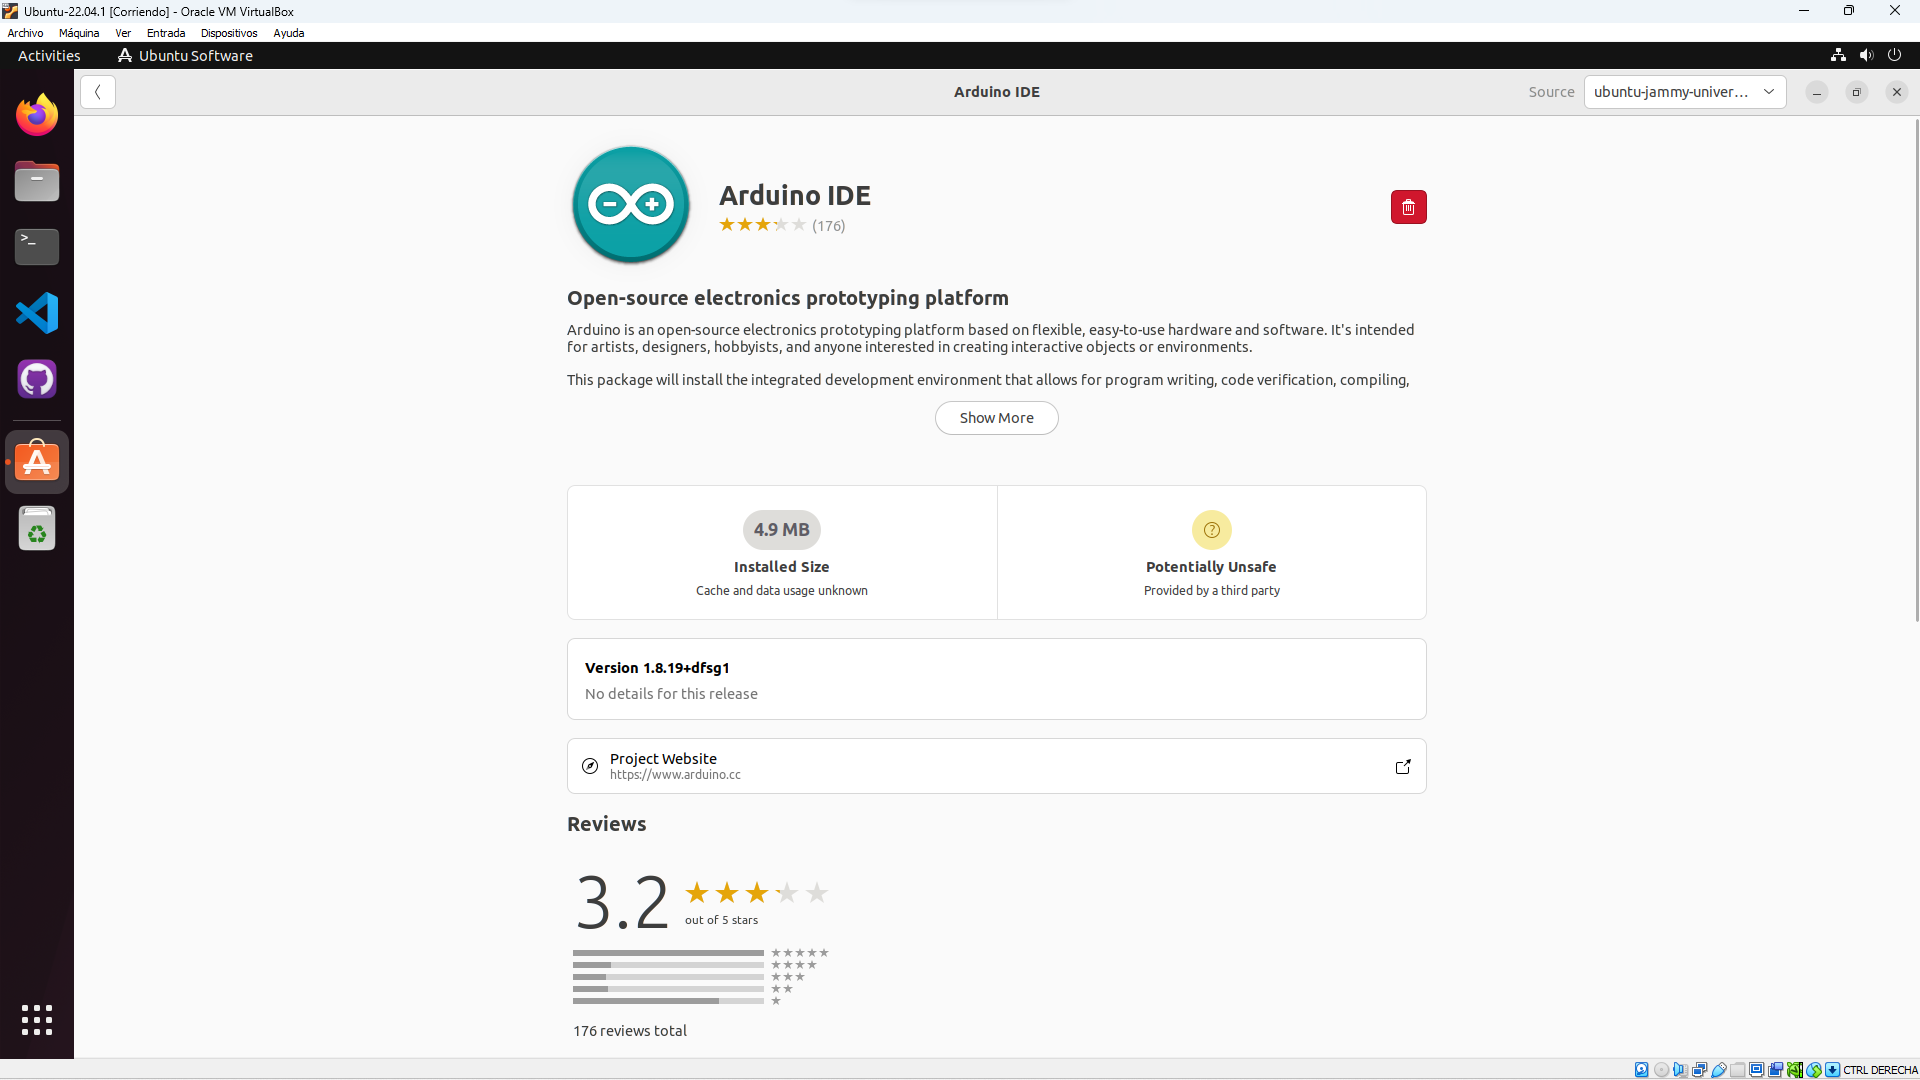 Ubuntu-22.04.1 [Corriendo] - Oracle VM VirtualBox
Archivo Máquina Ver Entrada Dispositivos Ayuda
Activities Ubuntu Software
Arduino IDE Source ubuntu-jammy-univer...
Arduino IDE
(176)
Open-source electronics prototyping platform
Arduino is an open-source electronics prototyping platform based on flexible, easy-to-use hardware and software. It's intended
for artists, designers, hobbyists, and anyone interested in creating interactive objects or environments.
This package will install the integrated development environment that allows for program writing, code verification, compiling,
Show More
4.9 MB
Installed Size
Cache and data usage unknown
Potentially Unsafe
Provided by a third party
Version 1.8.19+dfsg1
No details for this release
Project Website
https://www.arduino.cc
Reviews
3.2
out of 5 stars
176 reviews total
CTRL DERECHA